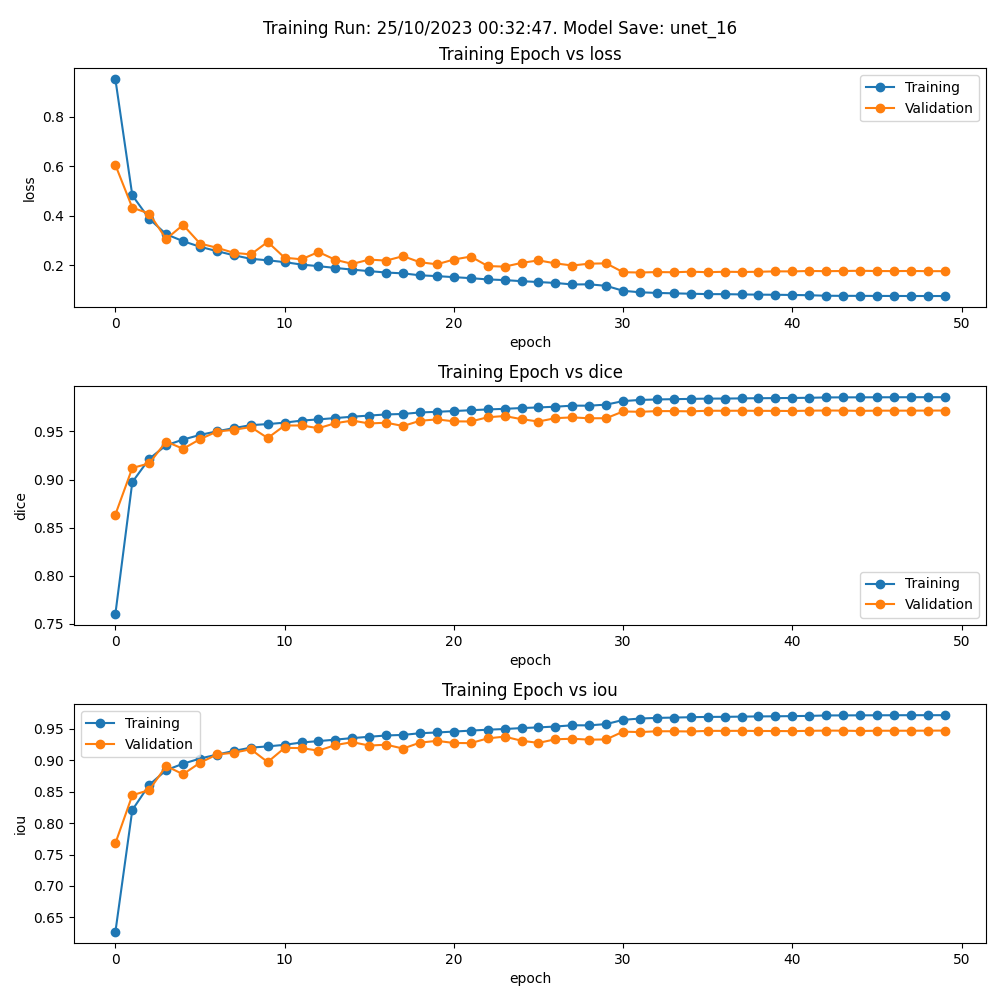 Training Run: 25/10/2023 00:32:47. Model Save: unet_16
Training Epoch vs loss
Training
Validation
0.8
0.6
0.4
0.2
loss
0 10 20 30 40 50
epoch
Training Epoch vs dice
0.95
0.90
0.85
0.80
0.75
dice
Training
Validation
0 10 20 30 40 50
epoch
Training Epoch vs iou
Training
Validation
0.95
0.90
0.85
0.80
0.75
0.70
0.65
iou
0 10 20 30 40 50
epoch